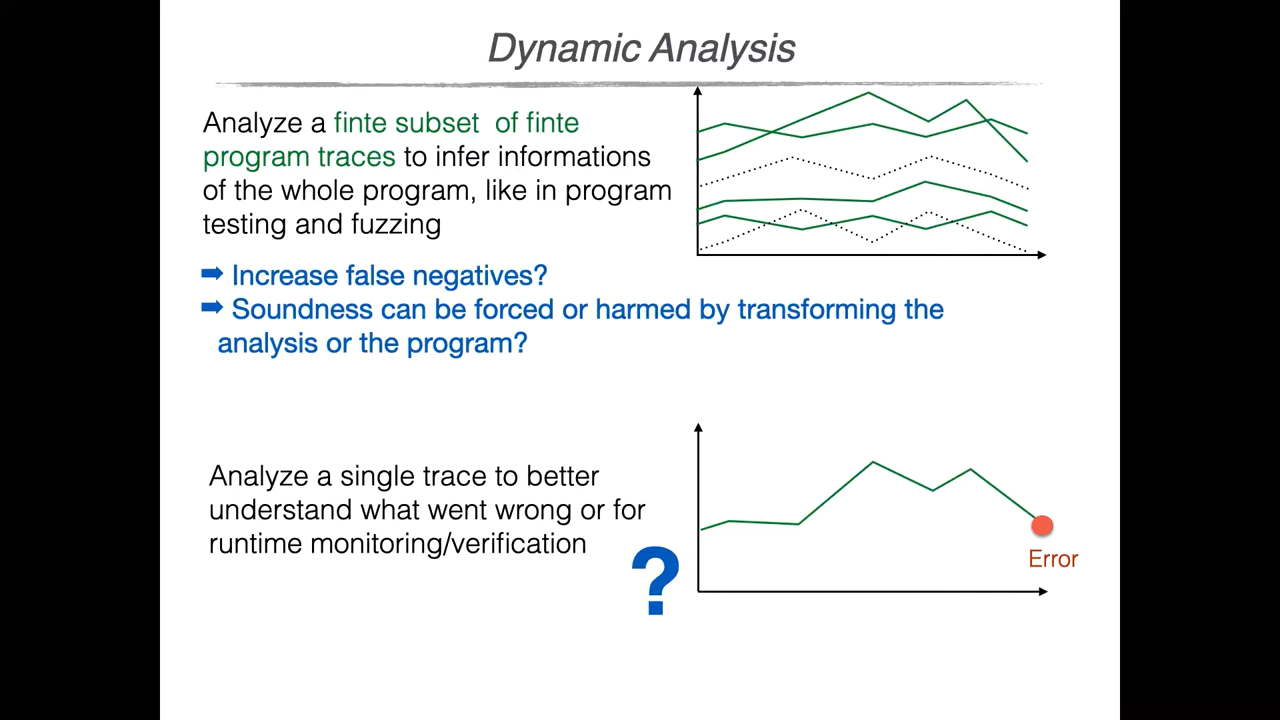 Dynamic Analysis
Analyze a finte subset of finte
program traces to infer informations
of the whole program, like in program
testing and fuzzing
➡ Increase false negatives?
➡ Soundness can be forced or harmed by transforming the
analysis or the program?
Analyze a single trace to better
understand what went wrong or for
runtime monitoring/verification
?
Error